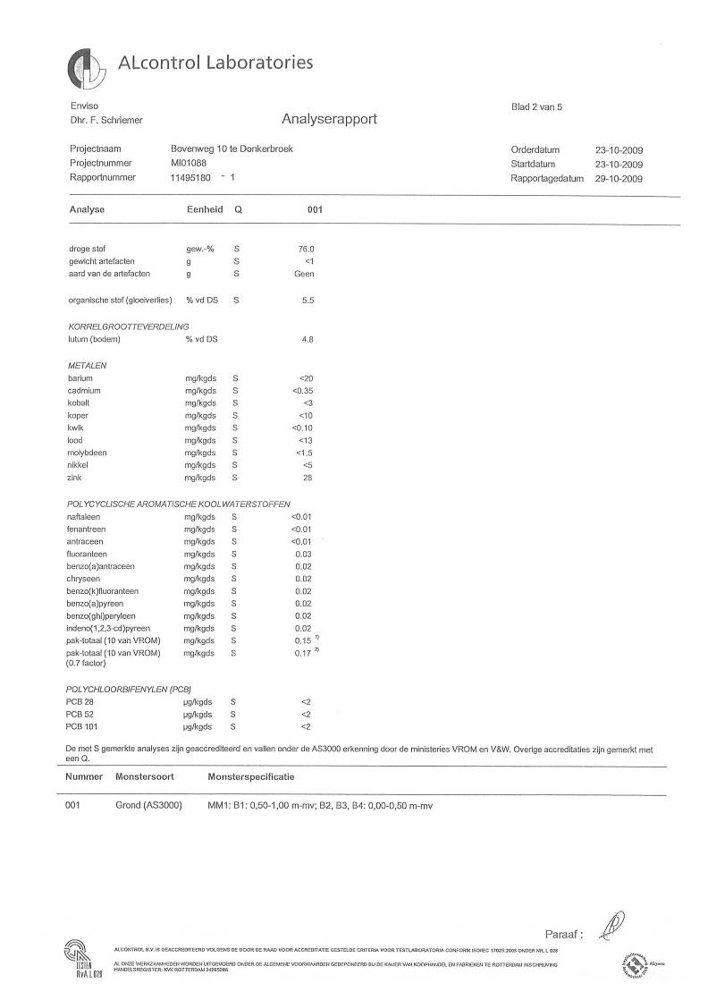 ALcontrol Laboratories
Enviso
Dhr. F. Schriemer
Analyserapport
Blad 2 van 5
Projectnaam Bovenweg 10 te Donkerbroek Orderdatum 23-10-2009
Projectnummer MI01088 Startdatum 23-10-2009
Rapportnummer 11495180 - 1 Rapportagedatum 29-10-2009
Analyse Eenheid Q 001
droge stof gew.-% S 76.0
gewicht artefacten g S <1
aard van de artefacten g S Geen
organische stof (gloeiverlies) % vd DS S 5.5
KORRELGROOTTEVERDELING
lutum (bodem) % vd DS 4.8
METALEN
barium mg/kgds S <20
cadmium mg/kgds S <0.35
kobalt mg/kgds S <3
koper mg/kgds S <10
kwik mg/kgds S <0.10
lood mg/kgds S <13
molybdeen mg/kgds S <1.5
nikkel mg/kgds S <5
zink mg/kgds S 28
POLYCYCLISCHE AROMATISCHE KOOLWATERSTOFFEN
naftaleen mg/kgds S <0.01
fenantreen mg/kgds S <0.01
antraceen mg/kgds S <0.01
fluoranteen mg/kgds S 0.03
benzo(a)antraceen mg/kgds S 0.02
chryseen mg/kgds S 0.02
benzo(k)fluoranteen mg/kgds S 0.02
benzo(a)pyreen mg/kgds S 0.02
benzo(ghi)peryleen mg/kgds S 0.02
indeno(1,2,3-cd)pyreen mg/kgds S 0.02
pak-totaal (10 van VROM) mg/kgds S 0.15 1)
pak-totaal (10 van VROM) mg/kgds S 0.17 2)
(0.7 factor)
POLYCHLOORBIFENYLEN (PCB)
PCB 28 µg/kgds S <2
PCB 52 µg/kgds S <2
PCB 101 µg/kgds S <2
De met S gemerkte analyses zijn geaccrediteerd en vallen onder de AS3000 erkenning door de ministeries VROM en V&W. Overige accreditaties zijn gemerkt met
een Q.
Nummer Monstersoort Monsterspecificatie
001 Grond (AS3000) MM1: B1: 0,50-1,00 m-mv; B2, B3, B4: 0,00-0,50 m-mv
Paraaf :
ALCONTROL B.V. IS GEACCREDITEERD VOLGENS DE DOOR DE RAAD VOOR ACCREDITATIE GESTELDE CRITERIA VOOR TESTLABORATORIA CONFORM ISO/IEC 17025:2005 ONDER NR. L 028
AL ONZE WERKZAAMHEDEN WORDEN UITGEVOERD ONDER DE ALGEMENE VOORWAARDEN GEDEPONEERD BIJ DE KAMER VAN KOOPHANDEL EN FABRIEKEN TE ROTTERDAM INSCHRIJVING
HANDELSREGISTER: KVK ROTTERDAM 24265286
TESTEN
RvA L 028
AS3000